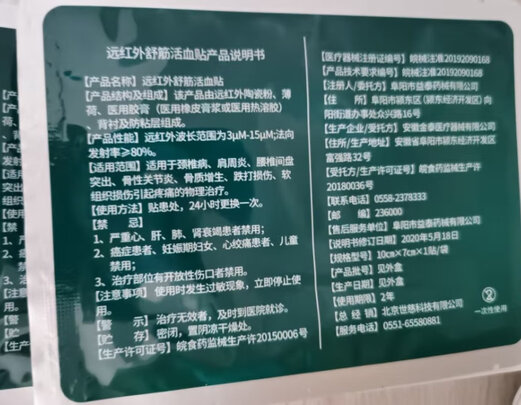 远红外舒筋活血贴产品说明书
【产品名称】远红外舒筋活血贴
【产品结构及组成】该产品由远红外陶瓷粉、薄
荷、医用胶膏（医用橡皮膏浆或医用热溶胶）
、背衬及防粘层组成。
【产品性能】远红外波长范围为3μM-15μM;法向
发射率≥80%。
【适用范围】适用于颈椎病、肩周炎、腰椎间盘
突出、骨性关节炎、骨质增生、跌打损伤、软
组织损伤引起疼痛的物理治疗。
【使用方法】贴患处，24小时更换一次。
【禁 忌】
1、严重心、肝、肺、肾衰竭患者禁用；
2、癌症患者、妊娠期妇女、心绞痛患者、儿童
禁用；
3、治疗部位有开放性伤口者禁用。
【注意事项】使用时发生过敏现象，立即停止使
用。
【警 示】治疗无效者，及时到医院就诊。
【贮 存】密闭，置阴凉干燥处。
【生产许可证号】皖食药监械生产许20150006号
【医疗器械注册证编号】皖械注准20192090168
【产品技术要求编号】皖械注准20192090168
【注册人/委托方】阜阳市益泰药械有限公司
【住 所】阜阳市颍东区（颍东经济开发区）向
阳街道办事处众兴路16号
【生产企业/受托方】安徽金泰医疗器械有限公司
【住所/生产地址】安徽省阜阳颍东经济开发区
富强路32号
【受托方/生产许可证号】皖食药监械生产许
20180036号
【联系电话】0558-2378333
【邮 编】236000
【售后服务单位】阜阳市益泰药械有限公司
【说明书修订日期】2020年5月18日
【规格型号】10cm×7cm×1贴/袋
【产品批号】见外盒
【生产日期】见外盒
【使用期限】2年
【总 经 销】北京世慈科技有限公司
【服务电话】0551-65580881
②
一次性使用